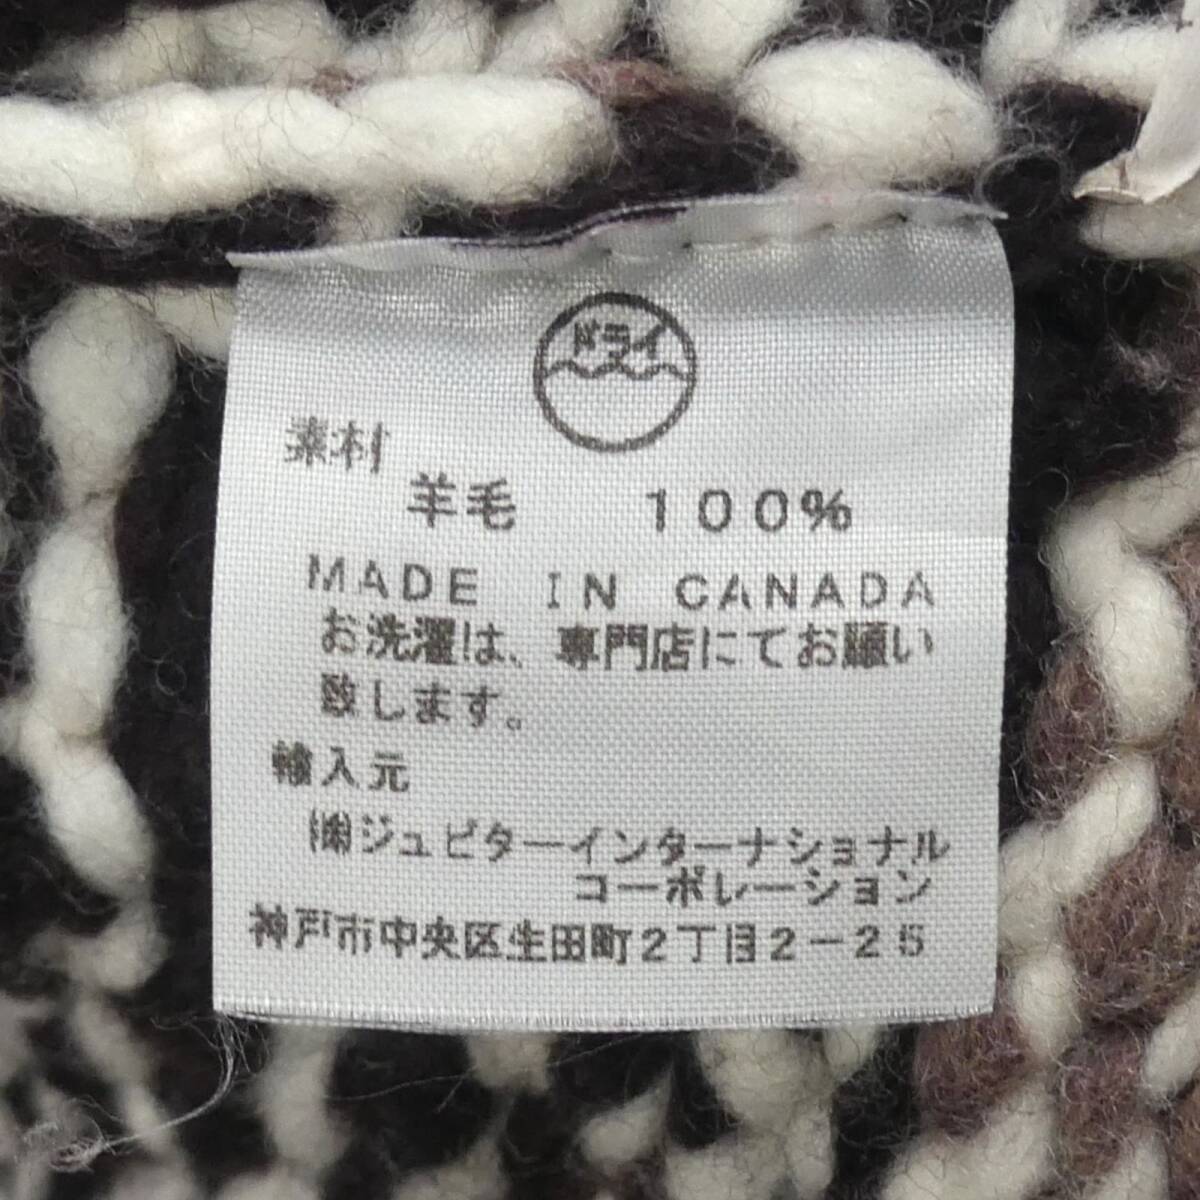 ドライ
素材
羊毛 100%
MADE IN CANADA
お洗濯は、専門店にてお願い
致します。
輸入元
㈱ジュピターインターナショナル
コーポレーション
神戸市中央区生田町2丁目2-25